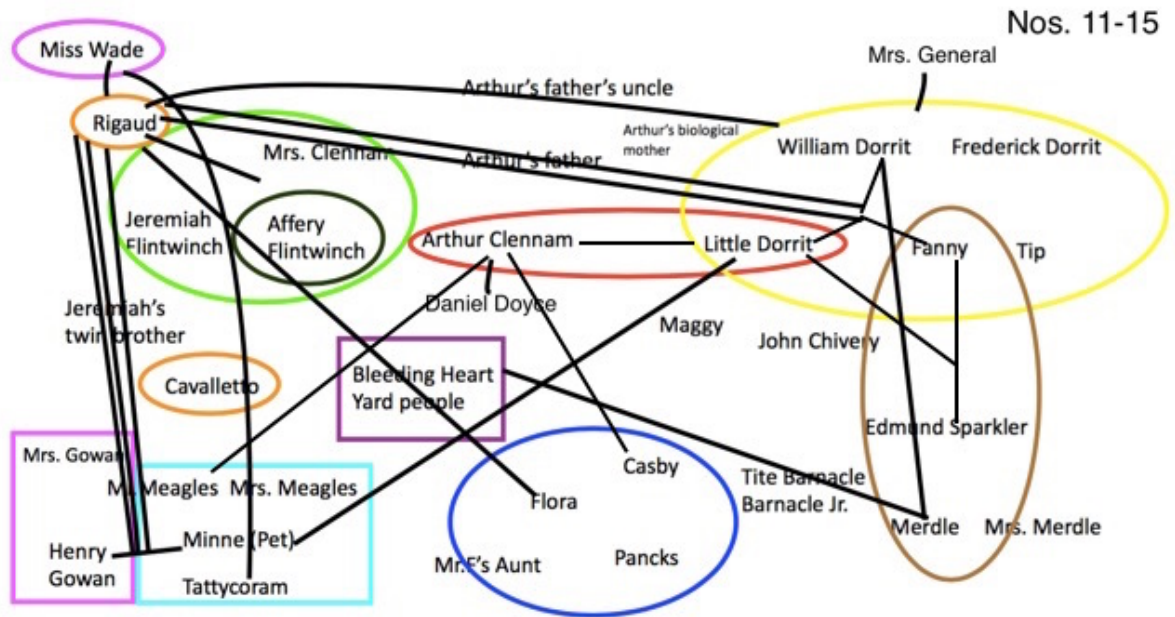 Nos. 11-15
Miss Wade
Mrs. General
Arthur's father's uncle
Rigaud
Arthur's biological
mother
Mrs. Clennan
Arthur's father
William Dorrit
Frederick Dorrit
Jeremiah
Flintwinch
Affery
Flintwinch
Arthur Clennam
Little Dorrit
Fanny
Tip
Daniel Doyce
Jeremiah's
twin brother
Maggy
John Chivery
Cavalletto
Bleeding Heart
Yard people
Edmund Sparkler
Mrs. Gowan
Mr. Meagles
Mrs. Meagles
Casby
Flora
Tite Barnacle
Barnacle Jr.
Merdle
Mrs. Merdle
Henry
Gowan
Minne (Pet)
Mr.F's Aunt
Pancks
Tattycoram